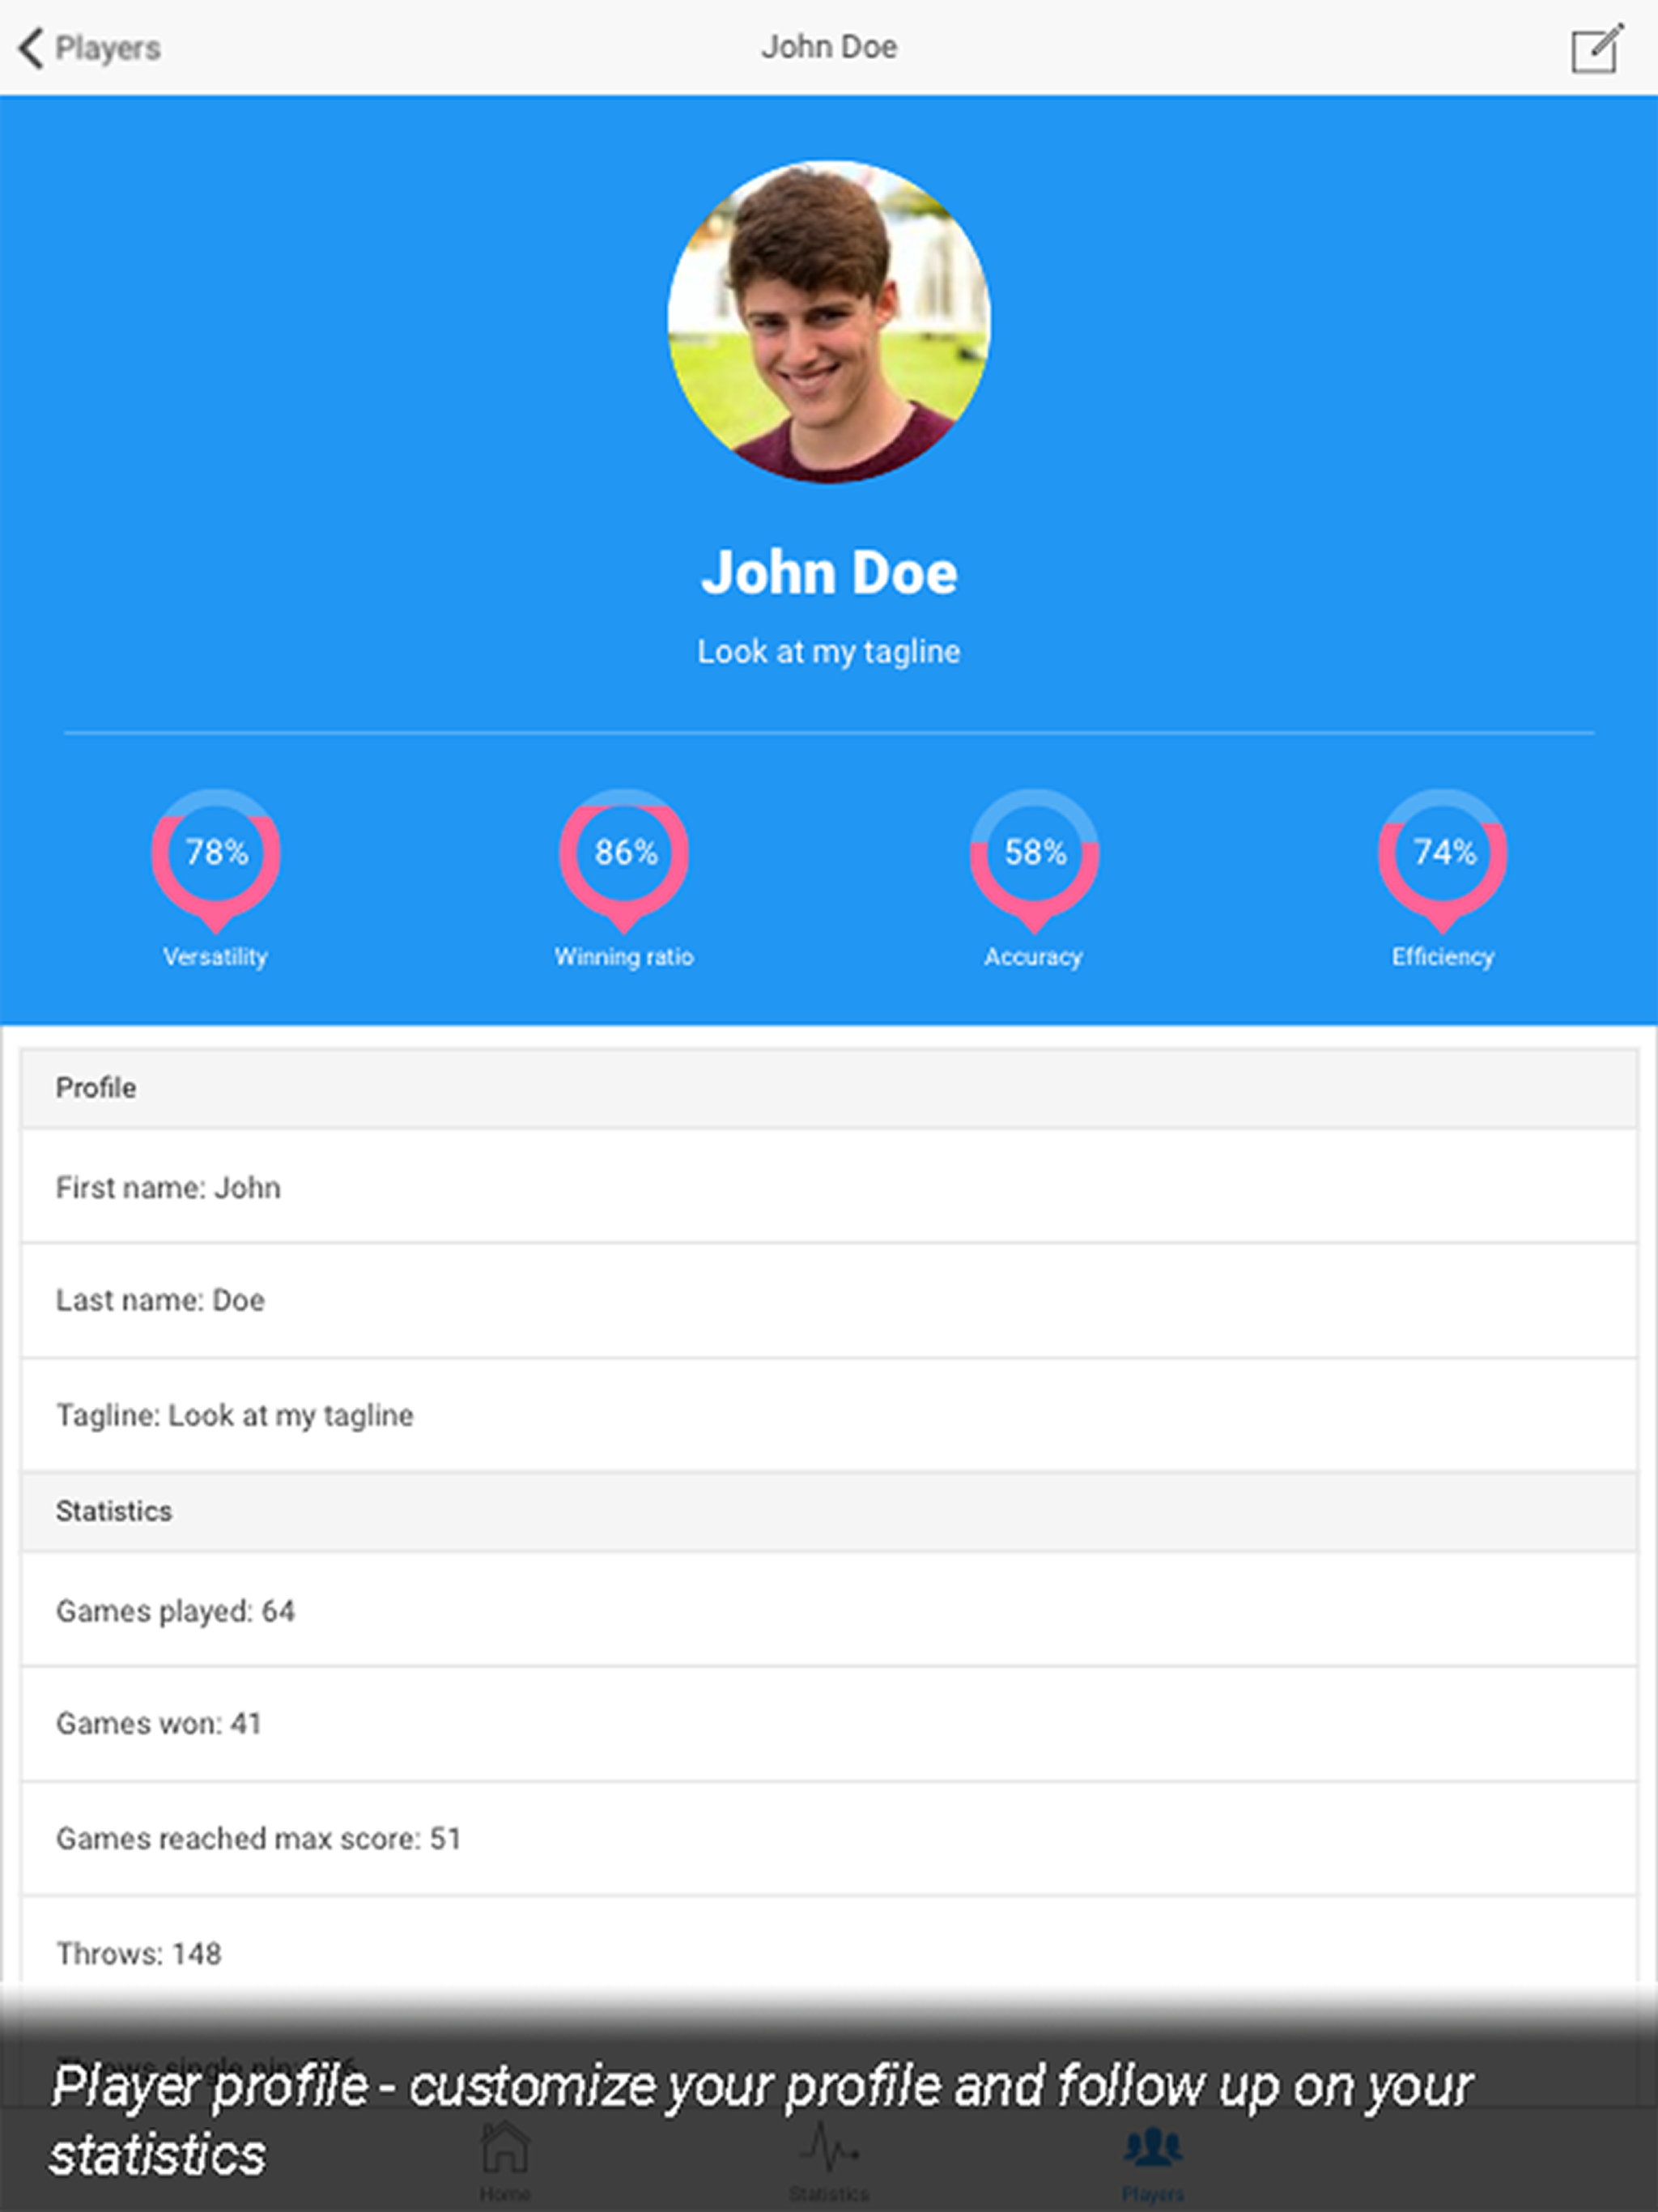 Players
John Doe
John Doe
Look at my tagline
78%
86%
58%
74%
Versatility
Winning ratio
Accuracy
Efficiency
Profile
First name: John
Last name: Doe
Tagline: Look at my tagline
Statistics
Games played: 64
Games won: 41
Games reached max score: 51
Throws: 148
Throws single pin:
Player profile - customize your profile and follow up on your
statistics
Home
Statistics
Players